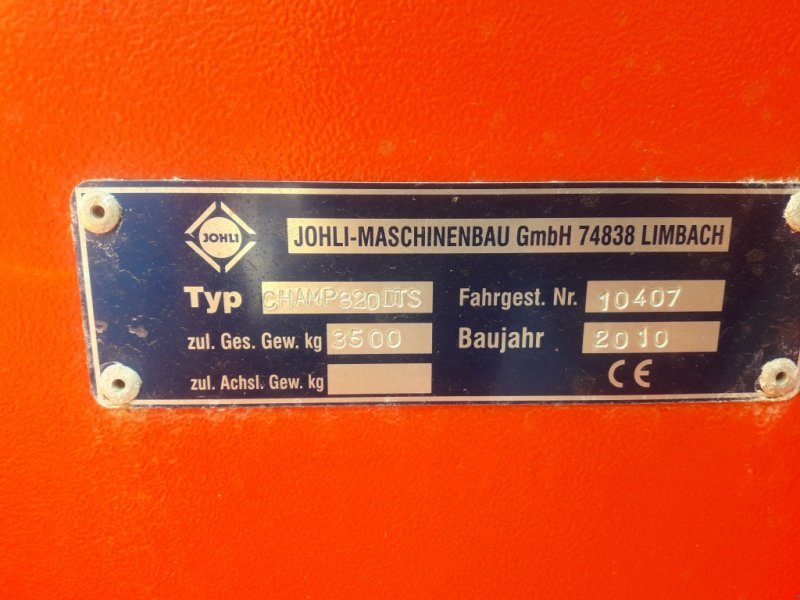 JOHLI
JOHLI-MASCHINENBAU GmbH 74838 LIMBACH
Typ CHAMP320DTS Fahrgest. Nr. 10407
zul. Ges. Gew. kg 3500 Baujahr 2010
zul. Achsl. Gew. kg CE